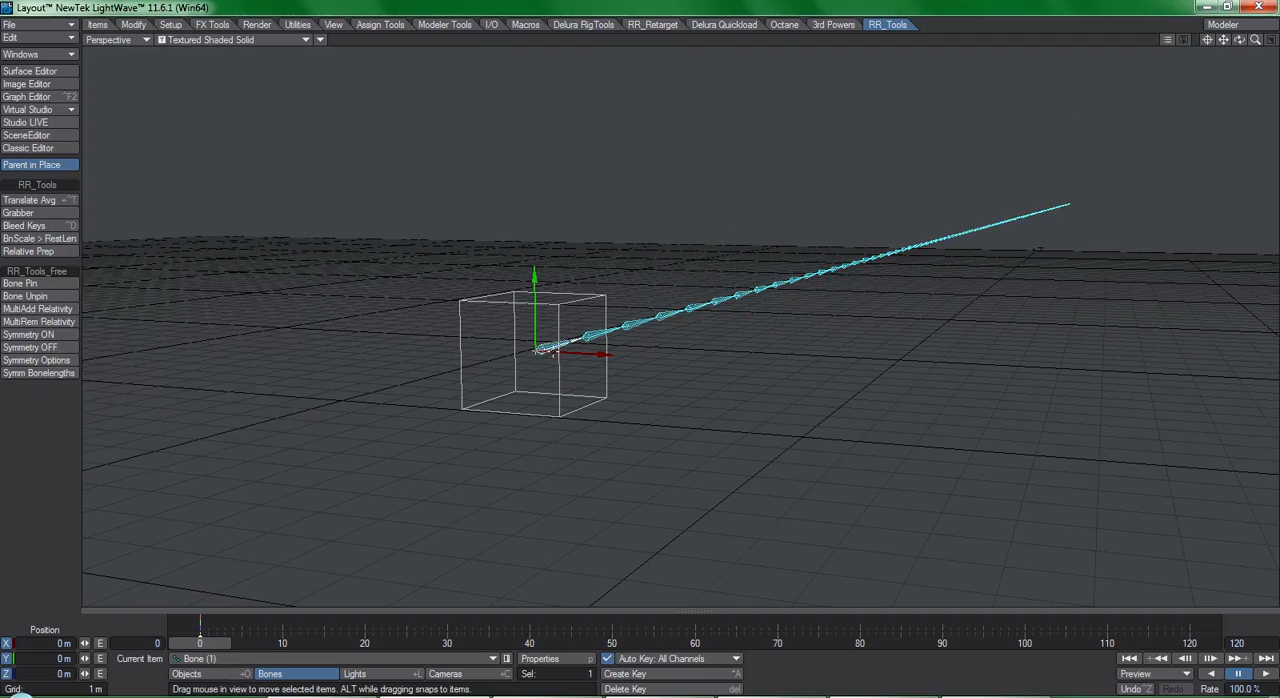 Layout™ NewTek LightWave™ 11.6.1 (Win64)
File Items Modify Setup FX Tools Render Utilities View Assign Tools Modeler Tools I/O Macros Delura RigTools RR_Retarget Delura Quickload Octane 3rd Powers RR_Tools Modeler
Edit Perspective T Textured Shaded Solid
Windows
Surface Editor
Image Editor
Graph Editor ^F2
Virtual Studio
Studio LIVE
SceneEditor
Classic Editor
Parent in Place
RR_Tools
Translate Avg +^T
Grabber
Bleed Keys ^D
BnScale > RestLen
Relative Prep
RR_Tools_Free
Bone Pin
Bone Unpin
MultiAdd Relativity
MultiRem Relativity
Symmetry ON
Symmetry OFF
Symmetry Options
Symm Bonelengths
Position
X 0 m E 0 0 10 20 30 40 50 60 70 80 90 100 110 120 120
Y 0 m E Current Item Bone (1) Properties p Auto Key: All Channels
Z 0 m E Objects +O Bones Lights +L Cameras +C Sel: 1 Create Key ^A Preview
Grid: 1 m Drag mouse in view to move selected items. ALT while dragging snaps to items. Delete Key del Undo^Z Redo Rate 100.0 %